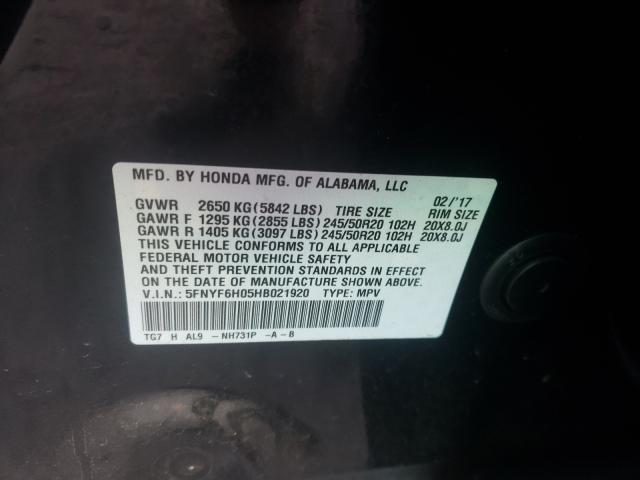 MFD. BY HONDA MFG. OF ALABAMA, LLC 02/'17
GVWR 2650 KG(5842 LBS) TIRE SIZE RIM SIZE
GAWR F 1295 KG(2855 LBS)245/50R20 102H 20X8.0J
GAWR R 1405 KG(3097 LBS)245/50R20 102H 20X8.0J
THIS VEHICLE CONFORMS TO ALL APPLICABLE
FEDERAL MOTOR VEHICLE SAFETY
AND THEFT PREVENTION STANDARDS IN EFFECT
ON THE DATE OF MANUFACTURE SHOWN ABOVE.
V.I.N.: 5FNYF6H05HB021920 TYPE: MPV
TG7 H AL9 -NH731P -A-B